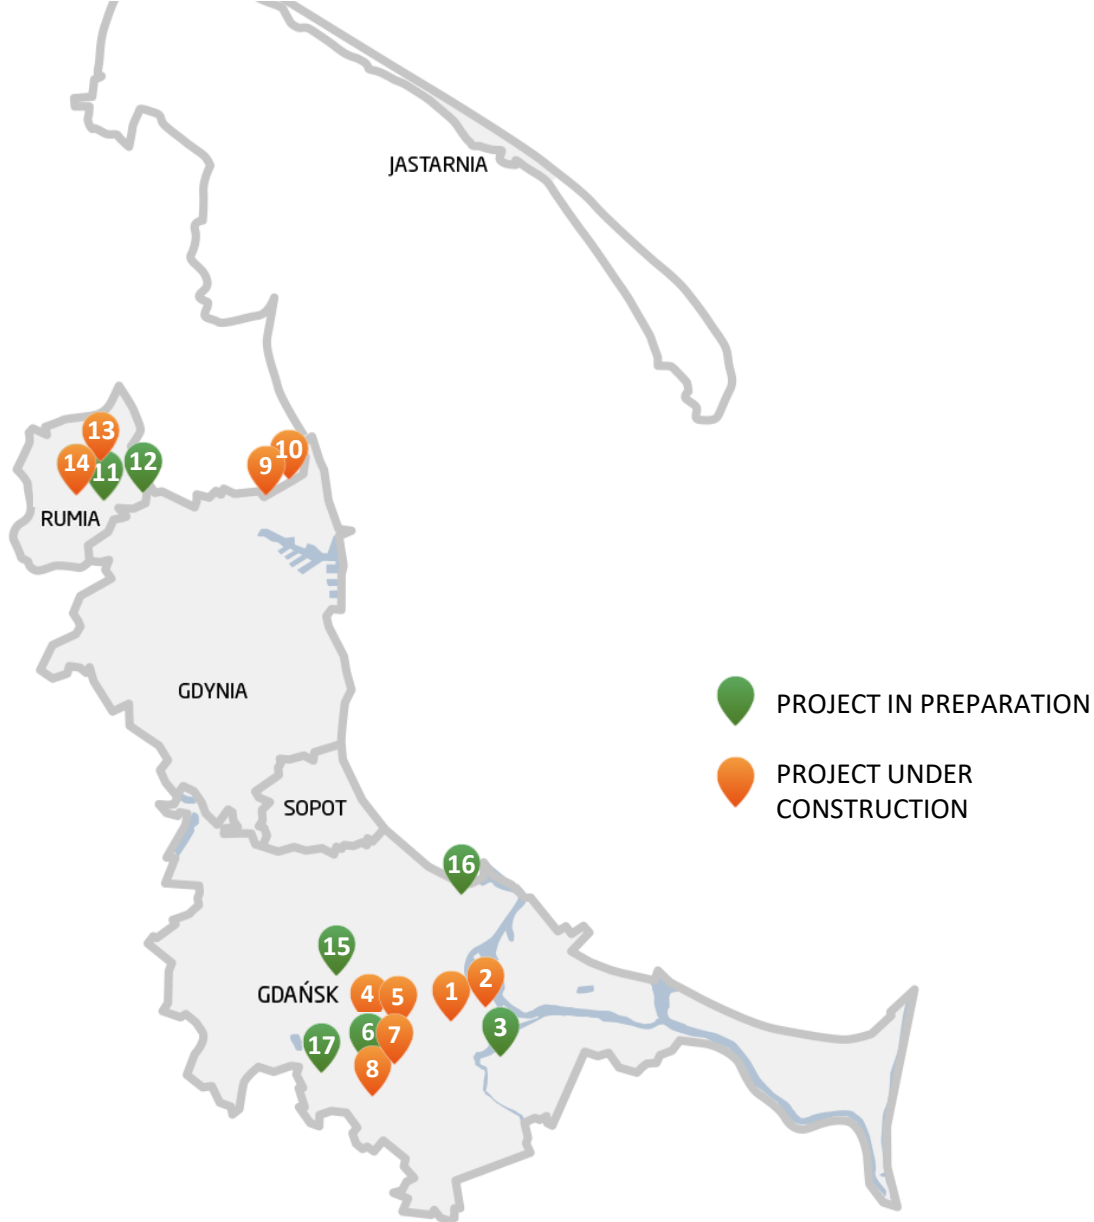 JASTARNIA
13
10
14
11
12
9
RUMIA
GDYNIA
PROJECT IN PREPARATION
PROJECT UNDER
CONSTRUCTION
SOPOT
16
15
GDAŃSK
4
5
1
2
3
6
7
17
8